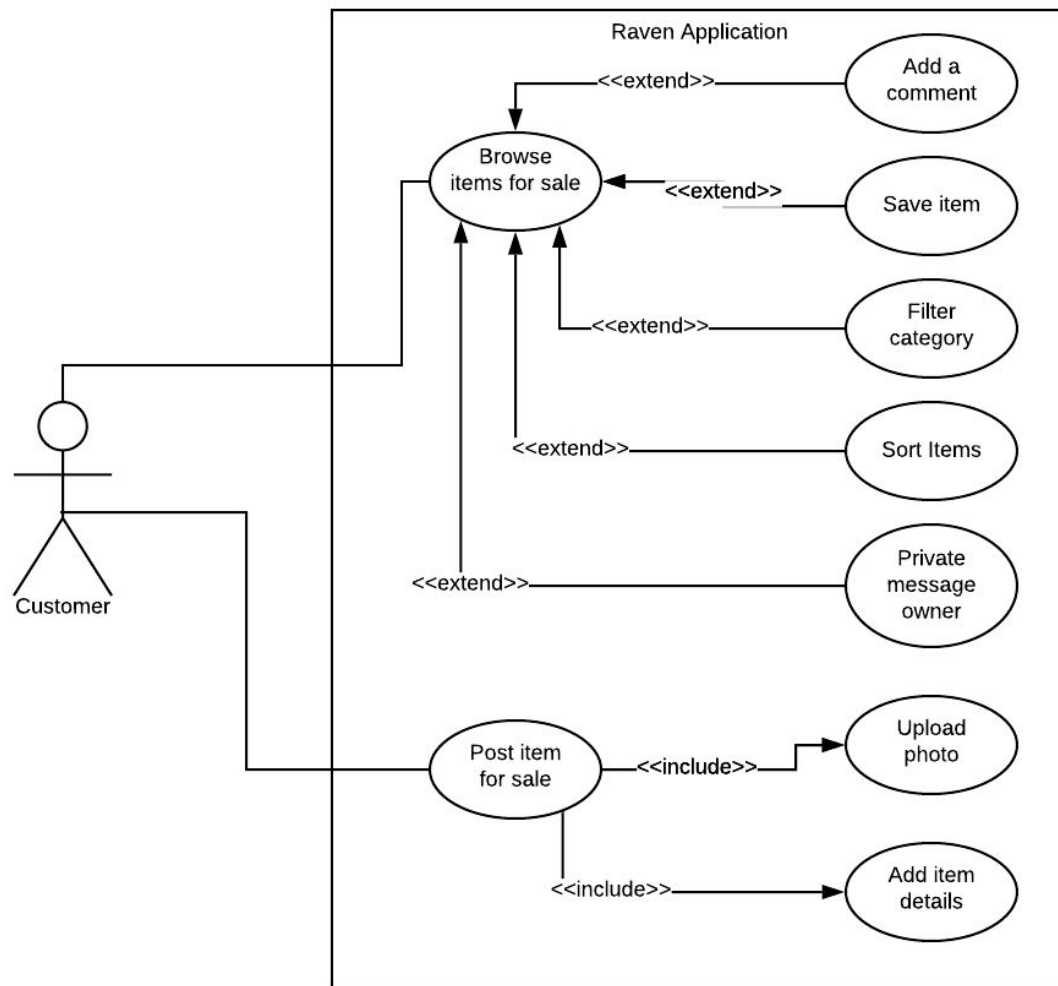 Raven Application
<<extend>>
Add a
comment
Browse
items for sale
<<extend>>
Save item
<<extend>>
Filter
category
<<extend>>
Sort Items
<<extend>>
Private
message
owner
Customer
Post item
for sale
<<include>>
Upload
photo
<<include>>
Add item
details